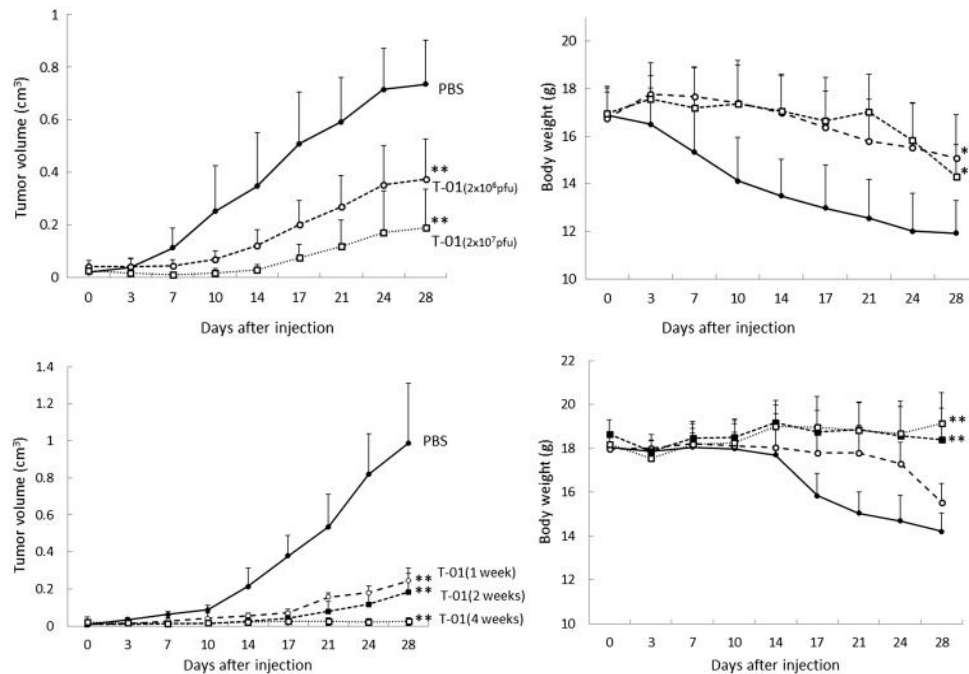 1
0.8
0.6
0.4
0.2
0
Tumor volume (cm³)
PBS
**
T-01(2x10⁶pfu)
**
T-01(2x10⁷pfu)
0 3 7 10 14 17 21 24 28
Days after injection
20
18
16
14
12
10
Body weight (g)
*
*
0 3 7 10 14 17 21 24 28
Days after injection
1.4
1.2
1
0.8
0.6
0.4
0.2
0
Tumor volume (cm³)
PBS
** T-01(1 week)
** T-01(2 weeks)
** T-01(4 weeks)
0 3 7 10 14 17 21 24 28
Days after injection
22
20
18
16
14
12
10
Body weight (g)
**
**
0 3 7 10 14 17 21 24 28
Days after injection